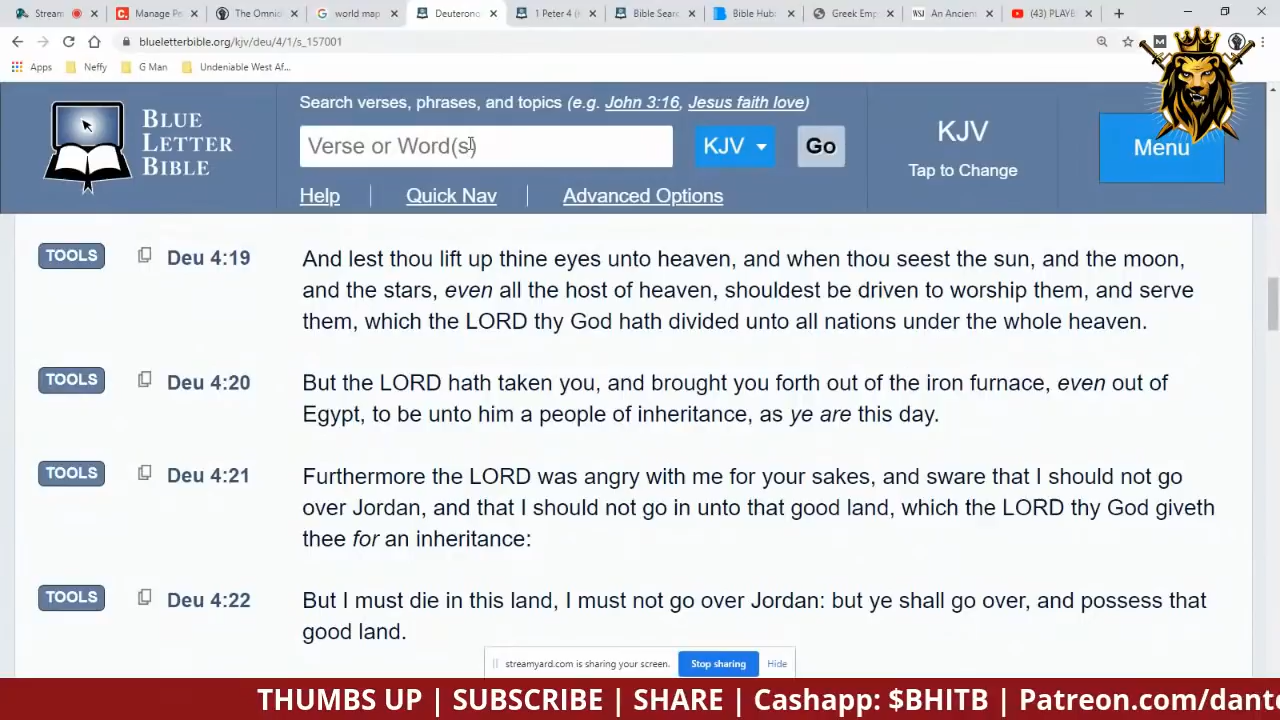 Stream
Manage Pe
The Omni
world map
Deuterono
1 Peter 4 (
Bible Sear
Bible Hub
Greek Emp
An Ancien
(43) PLAYB
blueletterbible.org/kjv/deu/4/1/s_157001
Apps
Neffy
G Man
Undeniable West Af...
BLUE
LETTER
BIBLE
Search verses, phrases, and topics (e.g. John 3:16, Jesus faith love)
Verse or Word(s)
KJV
Go
Help
Quick Nav
Advanced Options
KJV
Tap to Change
Menu
TOOLS
Deu 4:19
And lest thou lift up thine eyes unto heaven, and when thou seest the sun, and the moon,
and the stars, even all the host of heaven, shouldest be driven to worship them, and serve
them, which the LORD thy God hath divided unto all nations under the whole heaven.
TOOLS
Deu 4:20
But the LORD hath taken you, and brought you forth out of the iron furnace, even out of
Egypt, to be unto him a people of inheritance, as ye are this day.
TOOLS
Deu 4:21
Furthermore the LORD was angry with me for your sakes, and sware that I should not go
over Jordan, and that I should not go in unto that good land, which the LORD thy God giveth
thee for an inheritance:
TOOLS
Deu 4:22
But I must die in this land, I must not go over Jordan: but ye shall go over, and possess that
good land.
streamyard.com is sharing your screen.
Stop sharing
Hide
THUMBS UP | SUBSCRIBE | SHARE | Cashapp: $BHITB | Patreon.com/dante